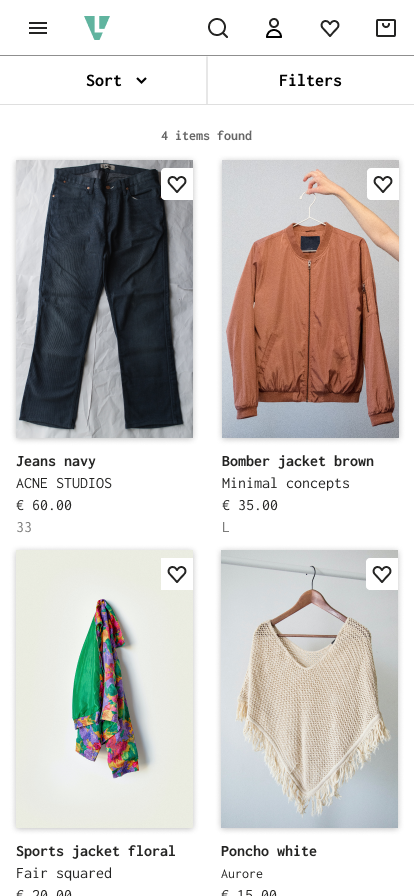 Sort
Filters
4 items found
Jeans navy
ACNE STUDIOS
€ 60.00
33
Bomber jacket brown
Minimal concepts
€ 35.00
L
Sports jacket floral
Fair squared
€ 20.00
Poncho white
Aurore
€ 15.00